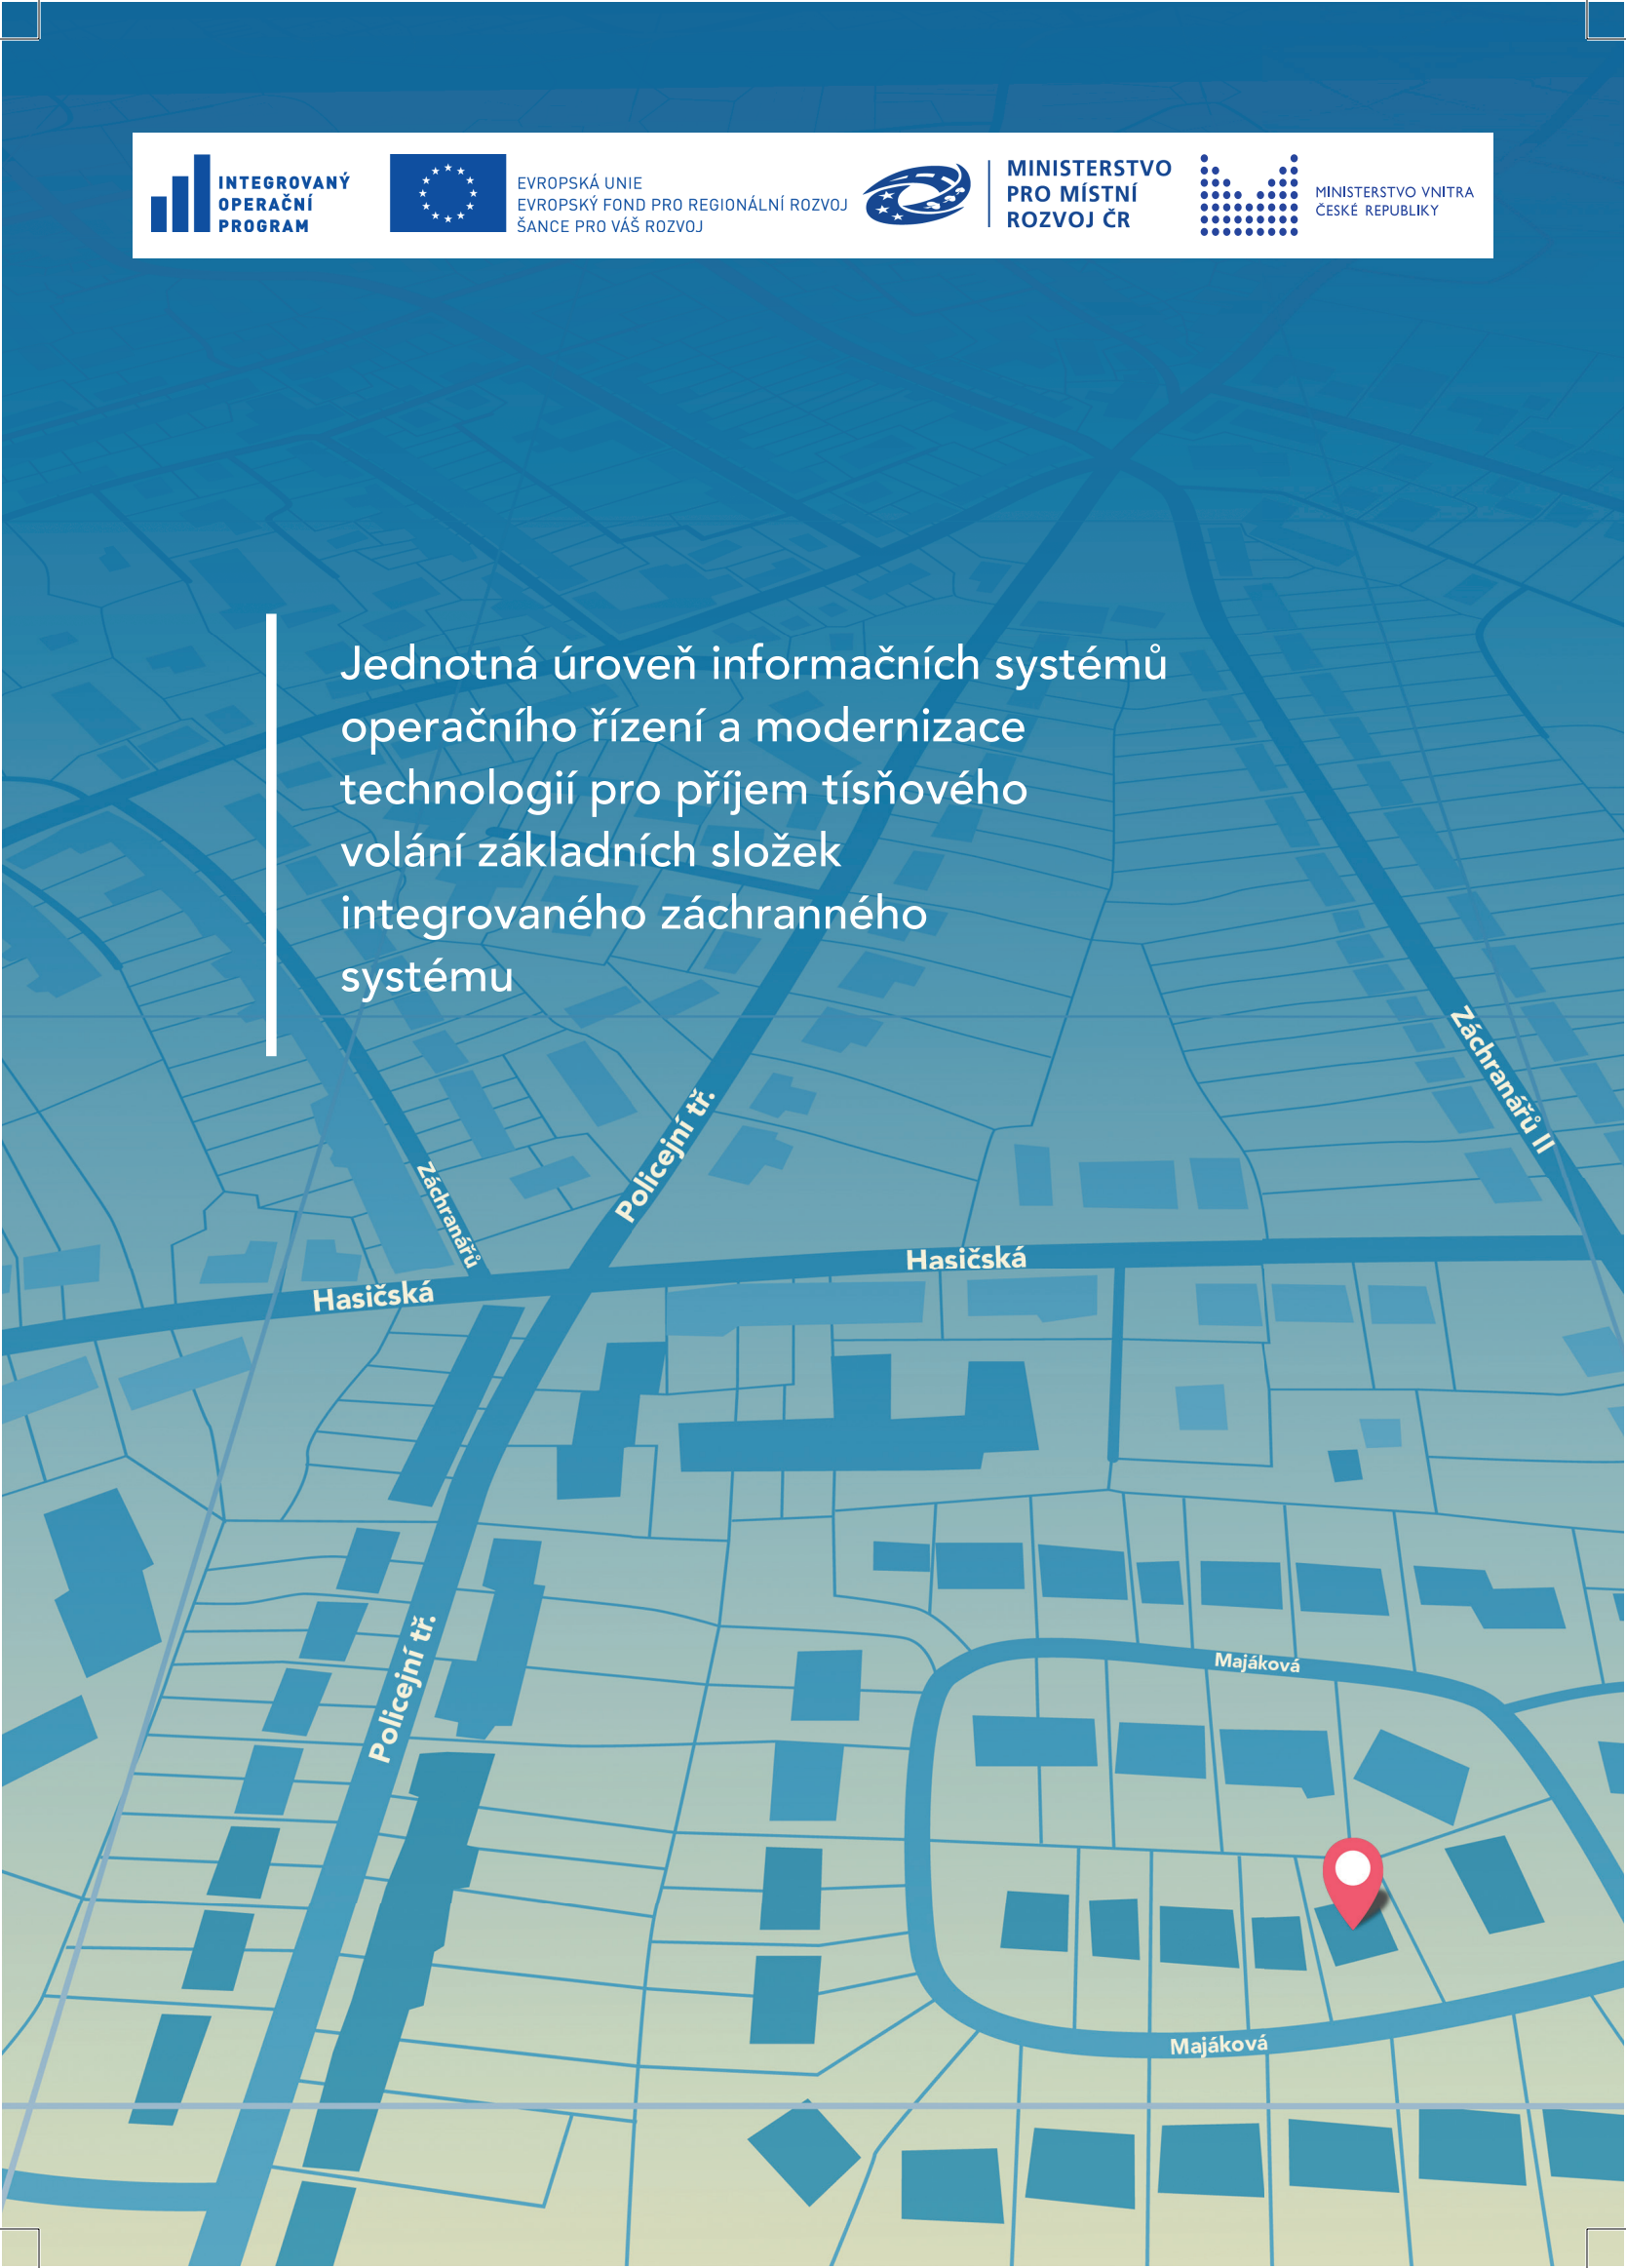 INTEGROVANÝ
OPERAČNÍ
PROGRAM
EVROPSKÁ UNIE
EVROPSKÝ FOND PRO REGIONÁLNÍ ROZVOJ
ŠANCE PRO VÁŠ ROZVOJ
MINISTERSTVO
PRO MÍSTNÍ
ROZVOJ ČR
MINISTERSTVO VNITRA
ČESKÉ REPUBLIKY
Jednotná úroveň informačních systémů
operačního řízení a modernizace
technologií pro příjem tísňového
volání základních složek
integrovaného záchranného
systému
Záchranářů II
Policejní tř.
Záchranářů
Hasičská
Hasičská
Policejní tř.
Majáková
Majáková